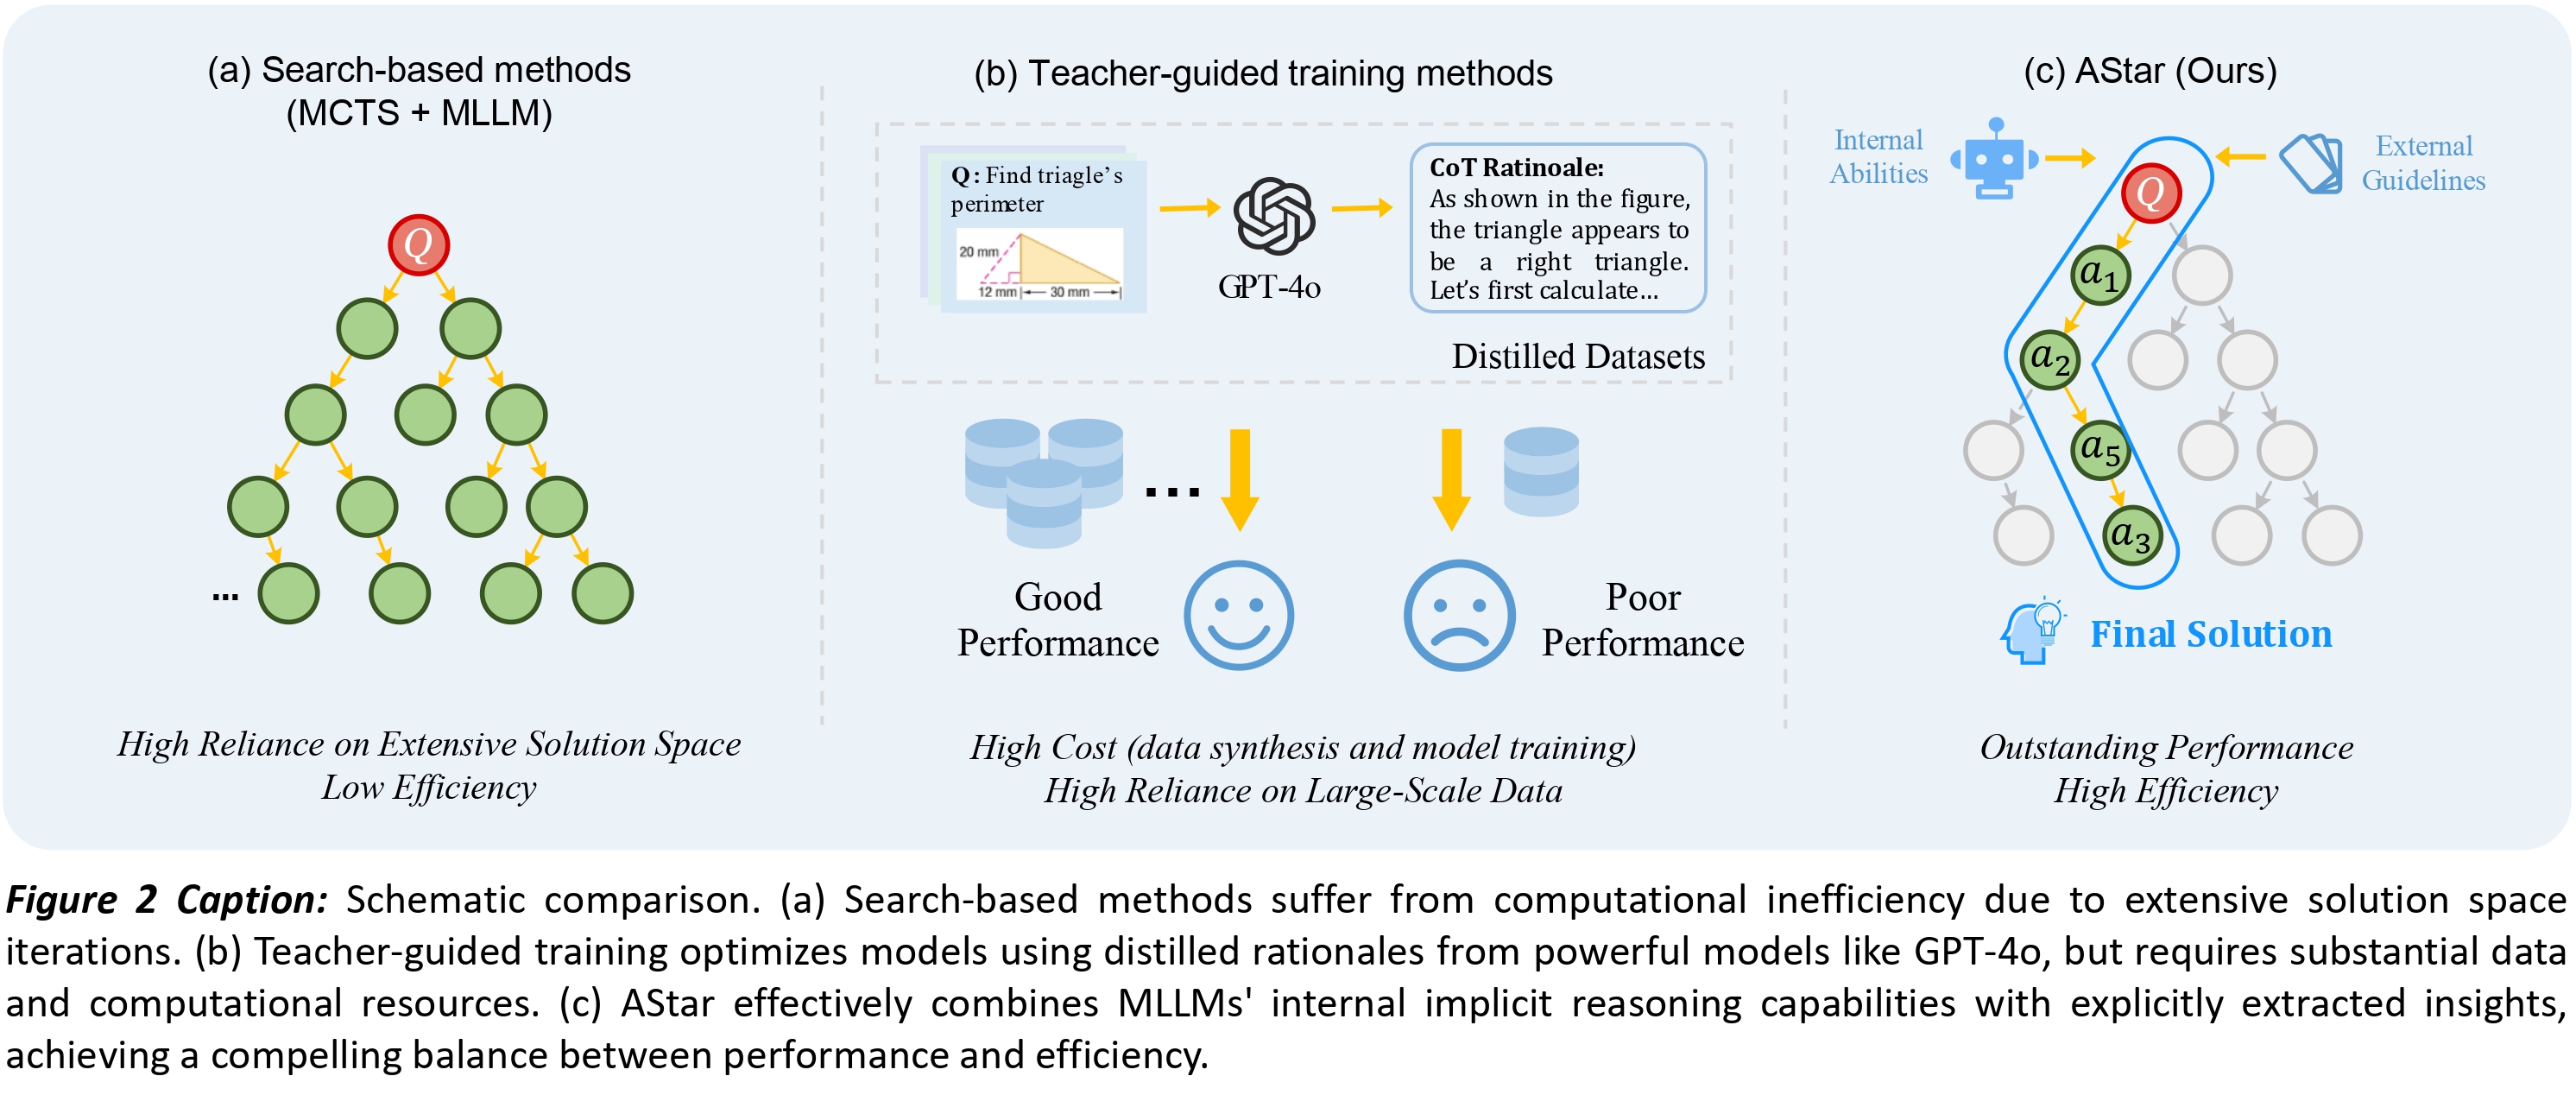 (a) Search-based methods
(MCTS + MLLM)
Q
...
High Reliance on Extensive Solution Space
Low Efficiency
(b) Teacher-guided training methods
Q: Find triagle's
perimeter
20 mm
12 mm
30 mm
GPT-4o
CoT Ratinoale:
As shown in the figure,
the triangle appears to
be a right triangle.
Let's first calculate...
Distilled Datasets
...
Good
Performance
Poor
Performance
High Cost (data synthesis and model training)
High Reliance on Large-Scale Data
(c) AStar (Ours)
Internal
Abilities
External
Guidelines
Q
a1
a2
a5
a3
Final Solution
Outstanding Performance
High Efficiency
Figure 2 Caption: Schematic comparison. (a) Search-based methods suffer from computational inefficiency due to extensive solution space
iterations. (b) Teacher-guided training optimizes models using distilled rationales from powerful models like GPT-4o, but requires substantial data
and computational resources. (c) AStar effectively combines MLLMs' internal implicit reasoning capabilities with explicitly extracted insights,
achieving a compelling balance between performance and efficiency.